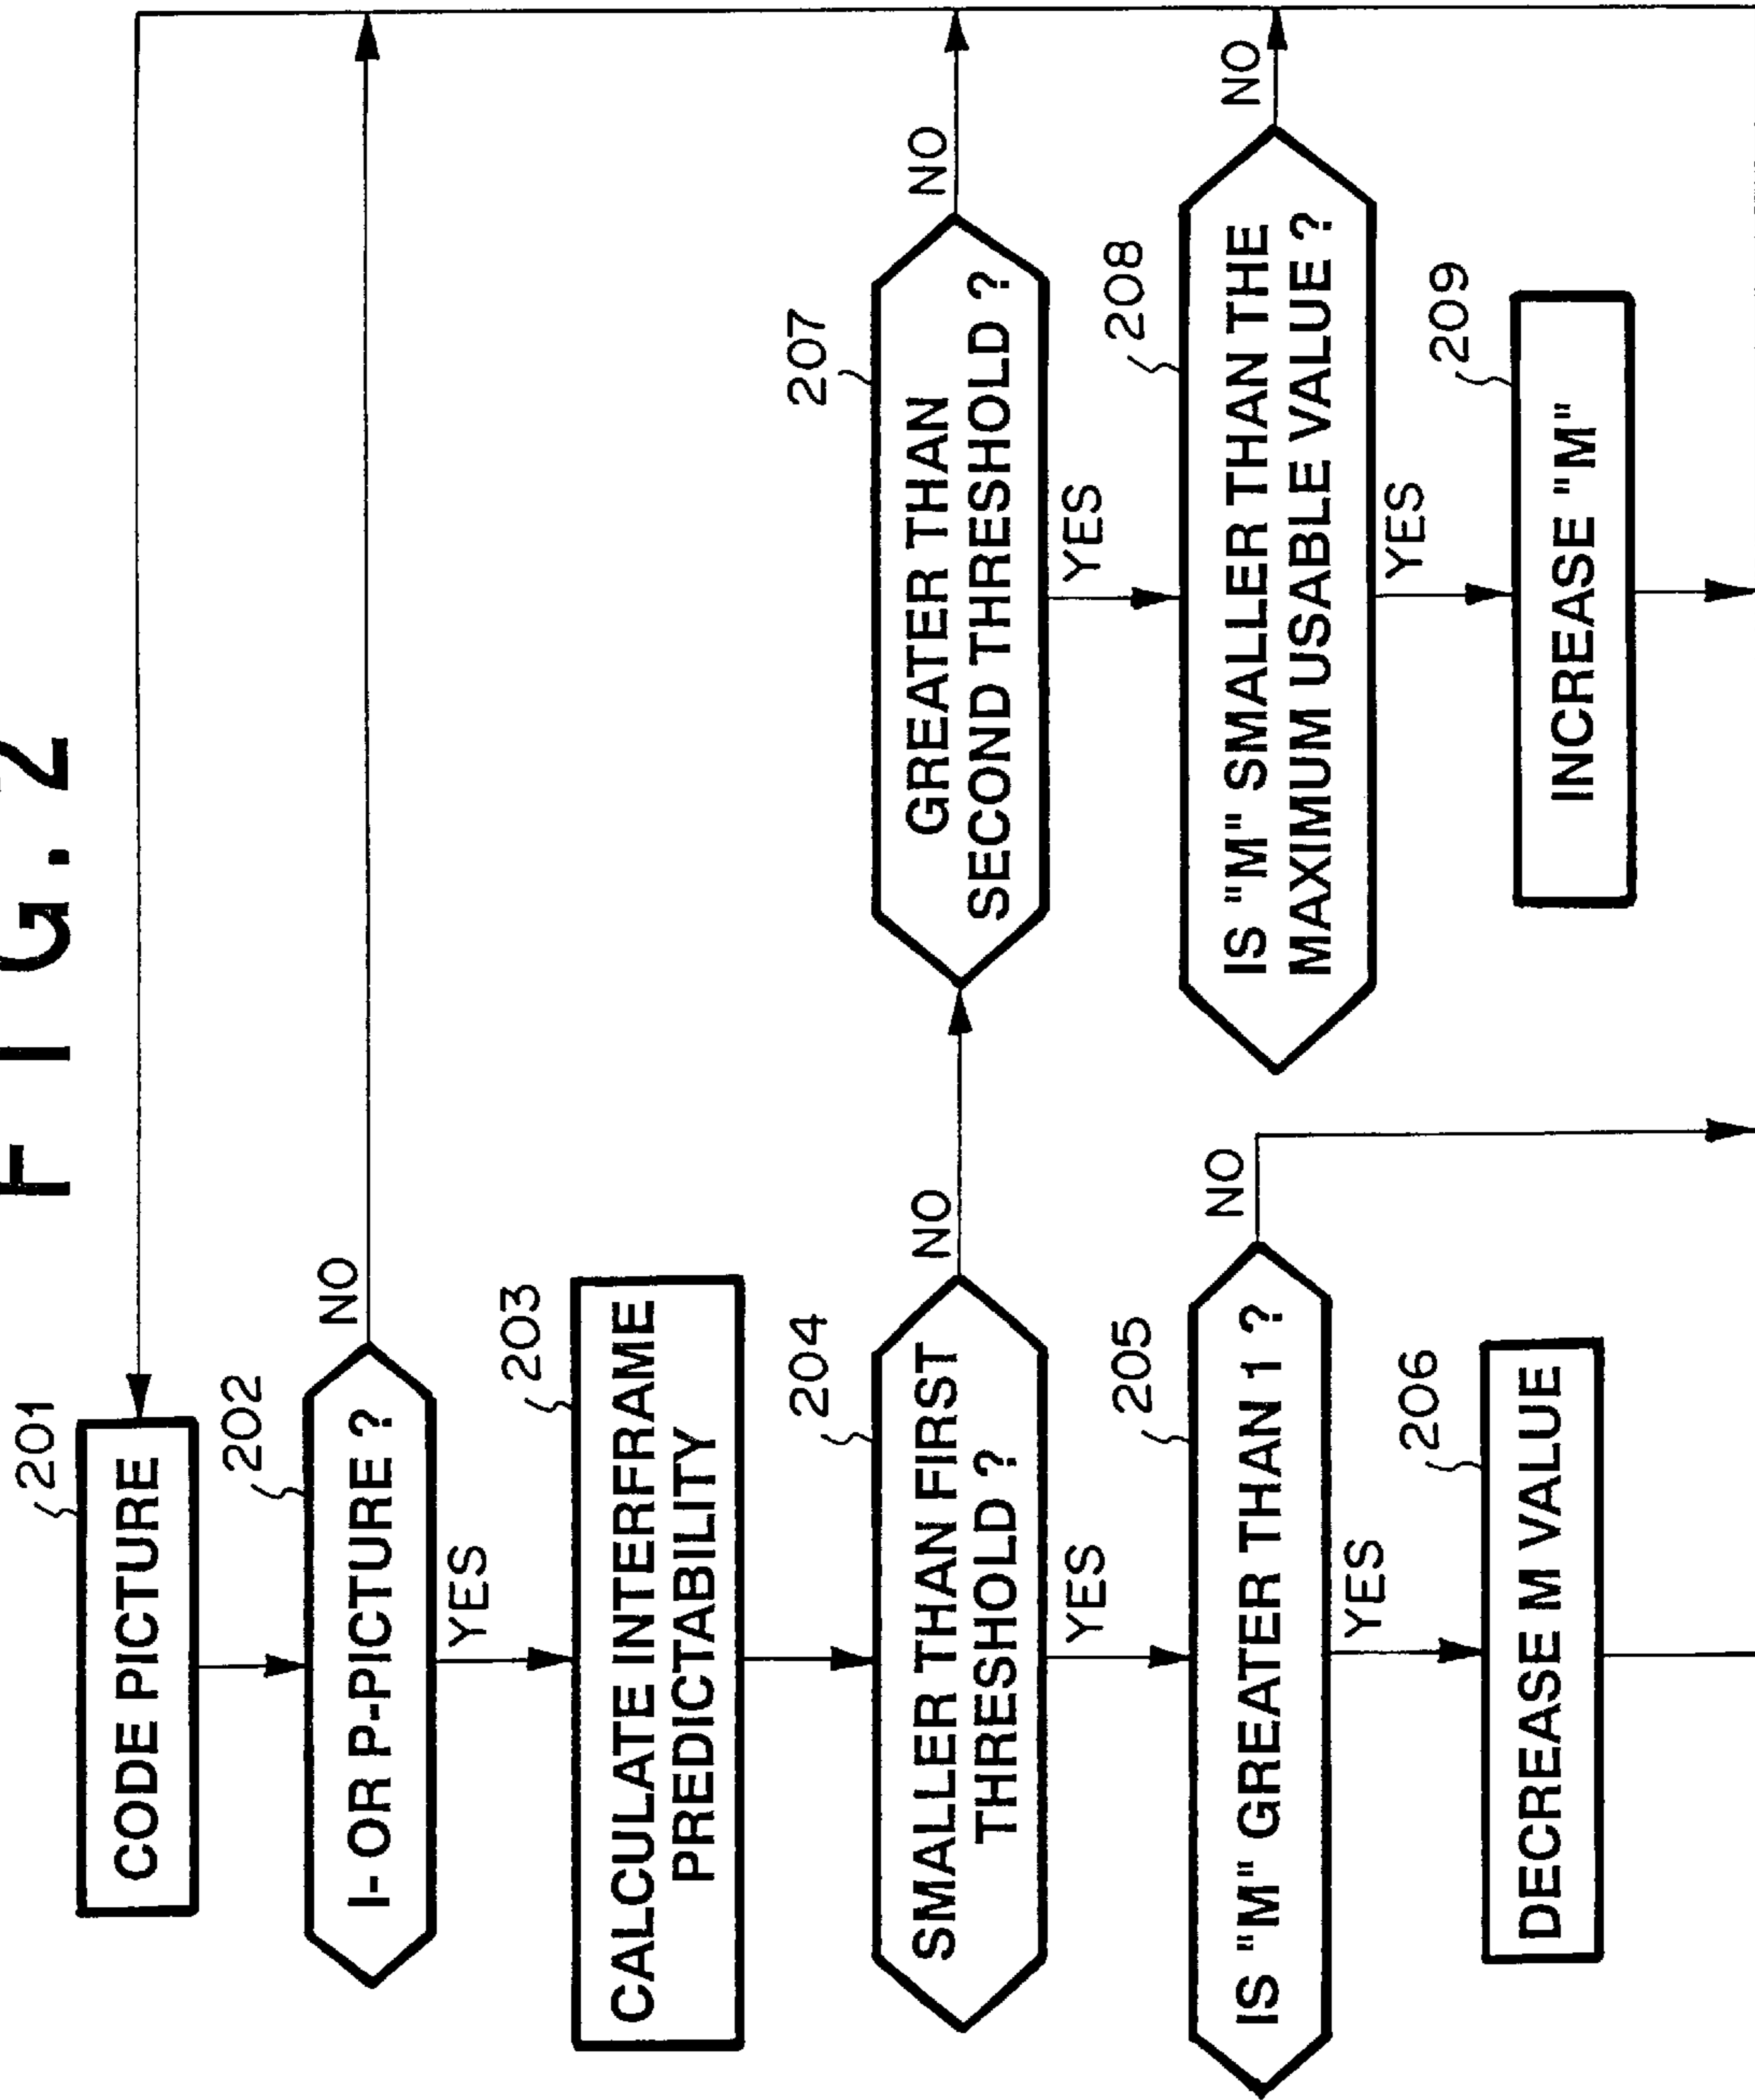 FIG. 2
201
CODE PICTURE
202
I- OR P-PICTURE ?
NO
YES
203
CALCULATE INTERFRAME
PREDICTABILITY
204
SMALLER THAN FIRST
THRESHOLD ?
NO
YES
207
GREATER THAN
SECOND THRESHOLD ?
NO
YES
205
IS "M" GREATER THAN 1 ?
NO
YES
208
IS "M" SMALLER THAN THE
MAXIMUM USABLE VALUE ?
NO
YES
206
DECREASE M VALUE
209
INCREASE "M"